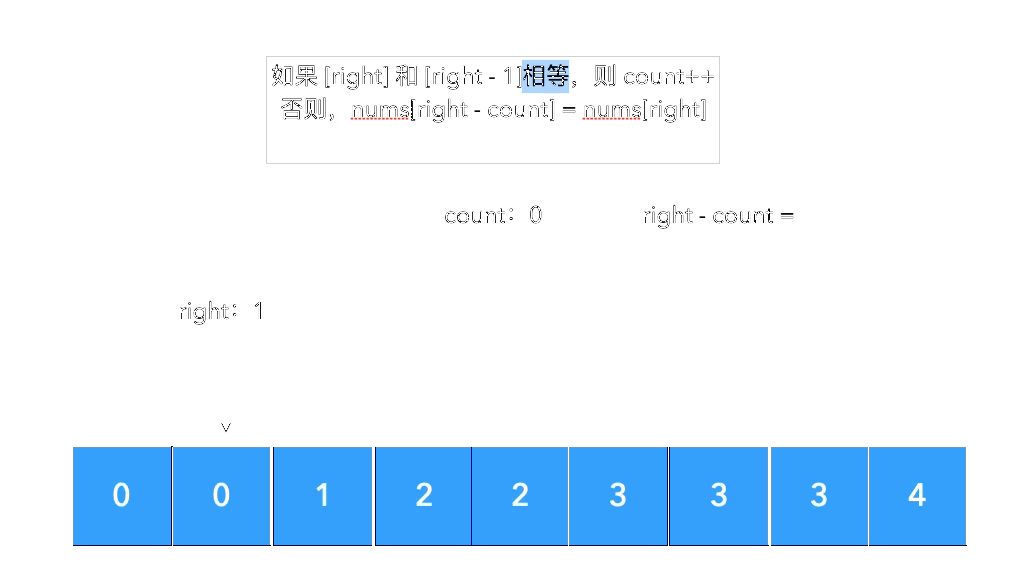 如果 [right] 和 [right - 1]相等，则 count++
否则，nums[right - count] = nums[right]
count：0
right - count =
right：1
0 0 1 2 2 3 3 3 4